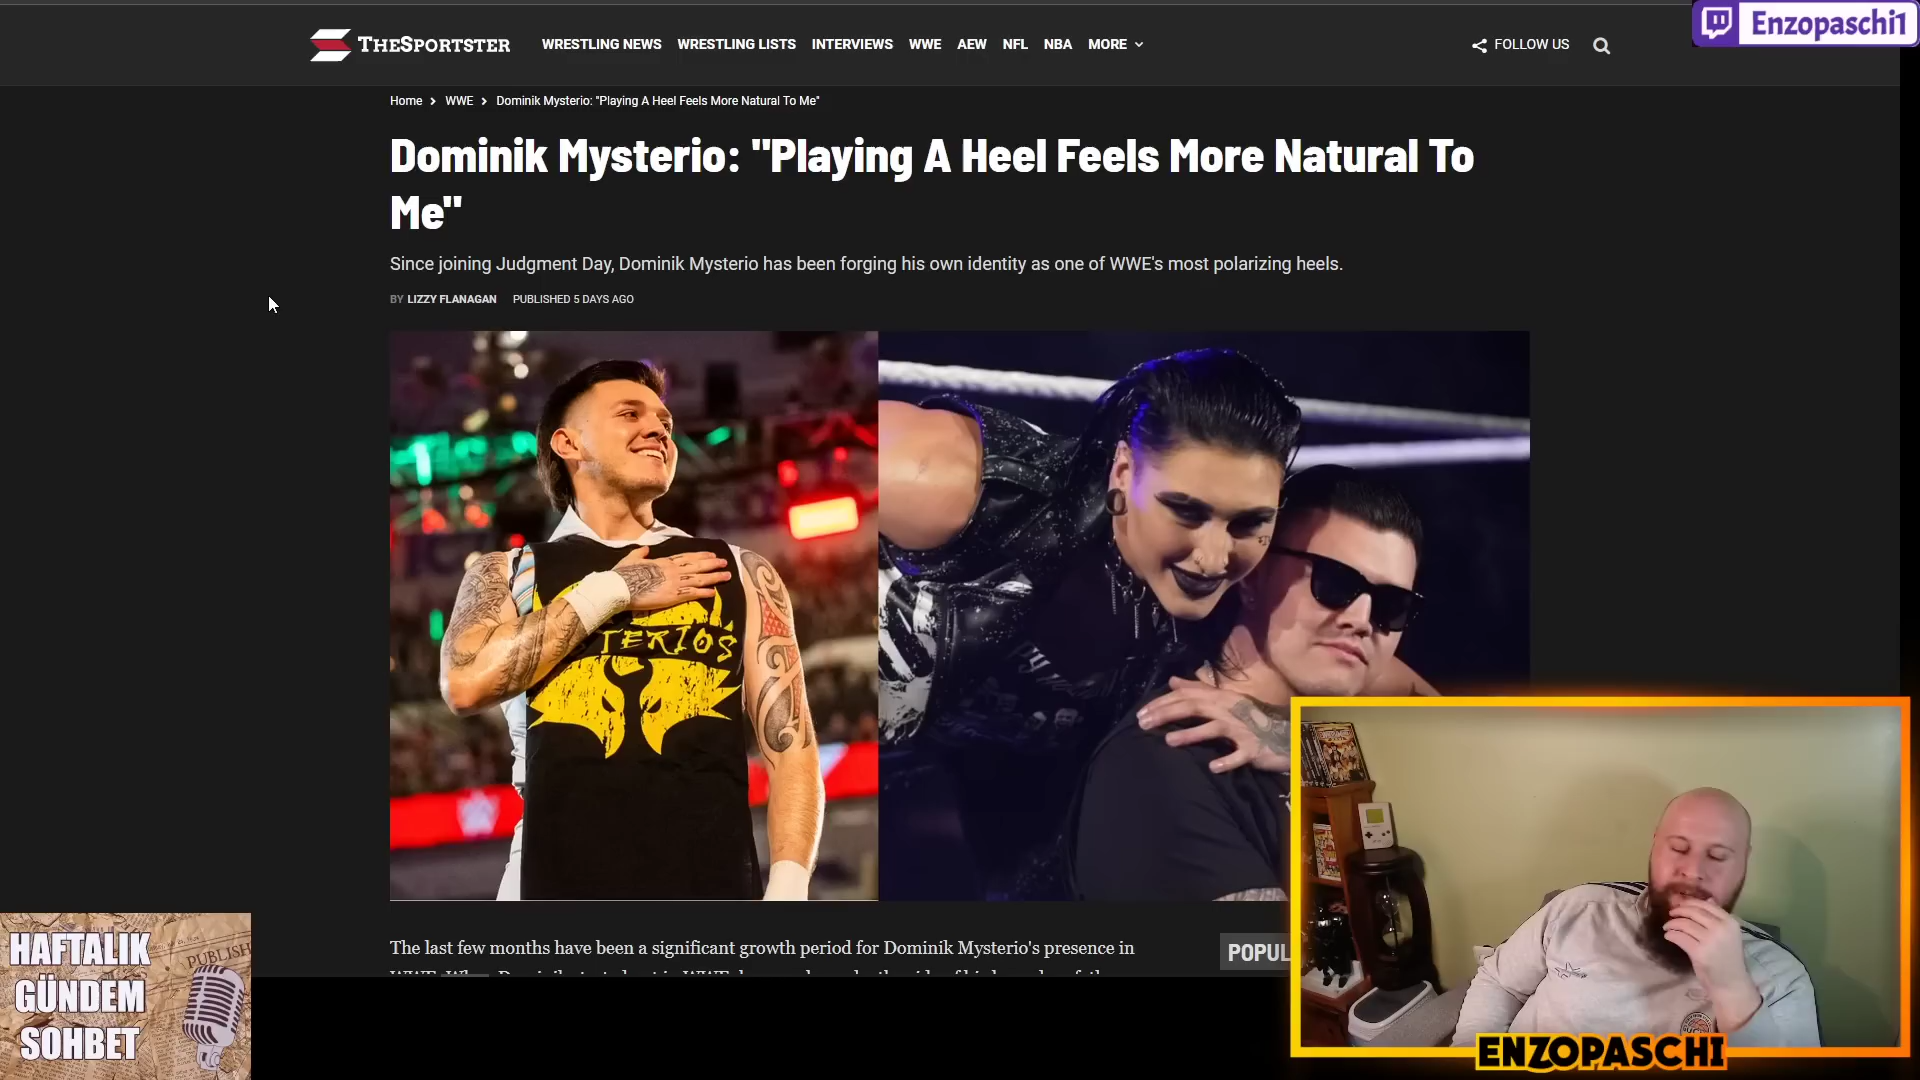 THESPORTSTER
WRESTLING NEWS WRESTLING LISTS INTERVIEWS WWE AEW NFL NBA MORE
FOLLOW US
Enzopaschi1
Home > WWE > Dominik Mysterio: "Playing A Heel Feels More Natural To Me"
Dominik Mysterio: "Playing A Heel Feels More Natural To
Me"
Since joining Judgment Day, Dominik Mysterio has been forging his own identity as one of WWE's most polarizing heels.
BY LIZZY FLANAGAN PUBLISHED 5 DAYS AGO
TERIOS
The last few months have been a significant growth period for Dominik Mysterio's presence in
POPUL
HAFTALIK
GÜNDEM
SOHBET
PUBLISH
ENZOPASCHI